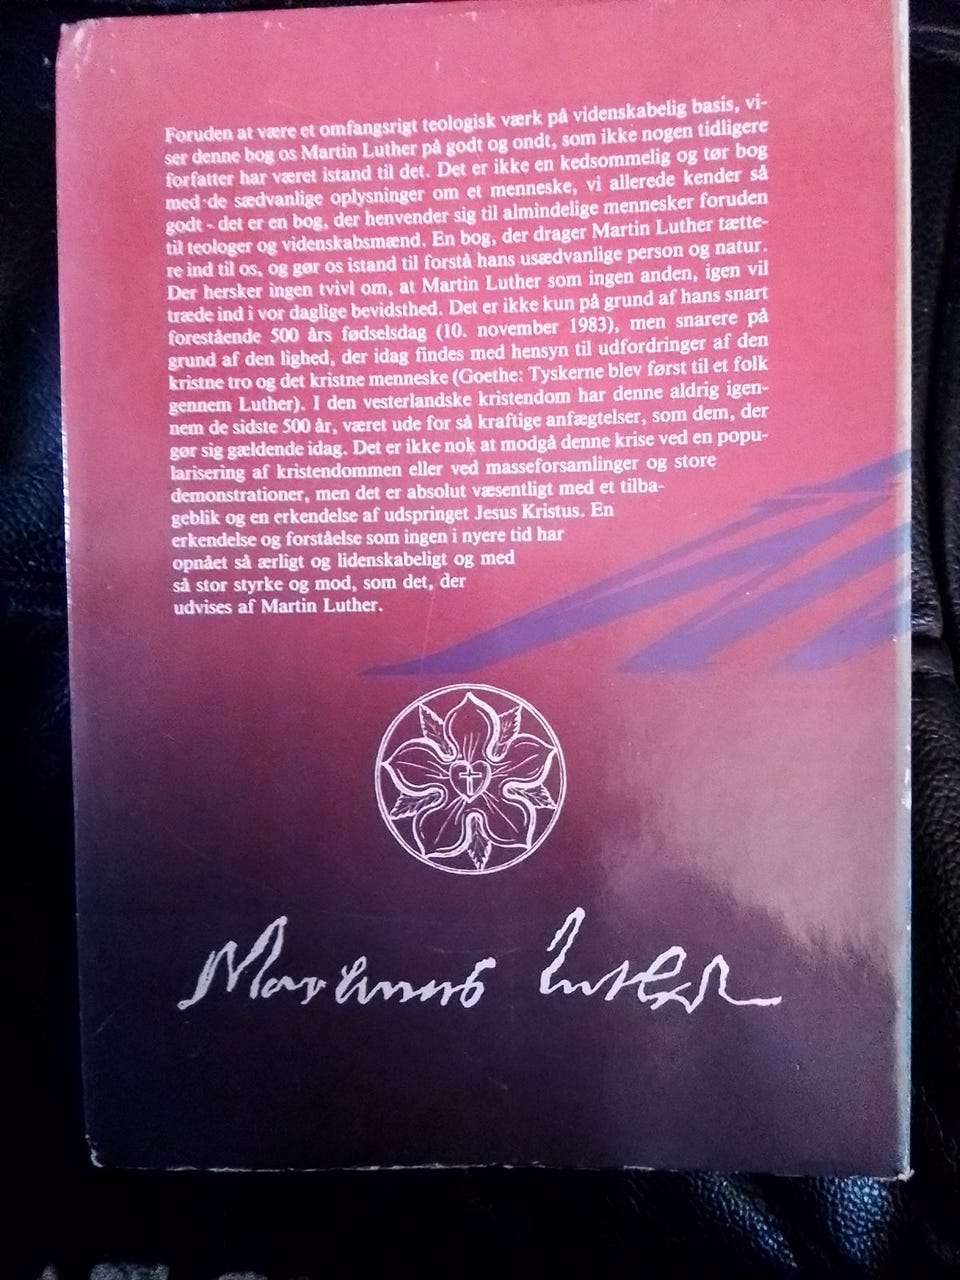 Foruden at være et omfangsrigt teologisk værk på videnskabelig basis, vi-
ser denne bog os Martin Luther på godt og ondt, som ikke nogen tidligere
forfatter har været istand til det. Det er ikke en kedsommelig og tør bog
med de sædvanlige oplysninger om et menneske, vi allerede kender så
godt - det er en bog, der henvender sig til almindelige mennesker foruden
til teologer og videnskabsmænd. En bog, der drager Martin Luther tætte-
re ind til os, og gør os istand til forstå hans usædvanlige person og natur.
Der hersker ingen tvivl om, at Martin Luther som ingen anden, igen vil
træde ind i vor daglige bevidsthed. Det er ikke kun på grund af hans snart
forestående 500 års fødselsdag (10. november 1983), men snarere på
grund af den lighed, der idag findes med hensyn til udfordringer af den
kristne tro og det kristne menneske (Goethe: Tyskerne blev først til et folk
gennem Luther). I den vesterlandske kristendom har denne aldrig igen-
nem de sidste 500 år, været ude for så kraftige anfægtelser, som dem, der
gør sig gældende idag. Det er ikke nok at modgå denne krise ved en popu-
larisering af kristendommen eller ved masseforsamlinger og store
demonstrationer, men det er absolut væsentligt med et tilba-
geblik og en erkendelse af udspringet Jesus Kristus. En
erkendelse og forståelse som ingen i nyere tid har
opnået så ærligt og lidenskabeligt og med
så stor styrke og mod, som det, der
udvises af Martin Luther.
Martinus Luther